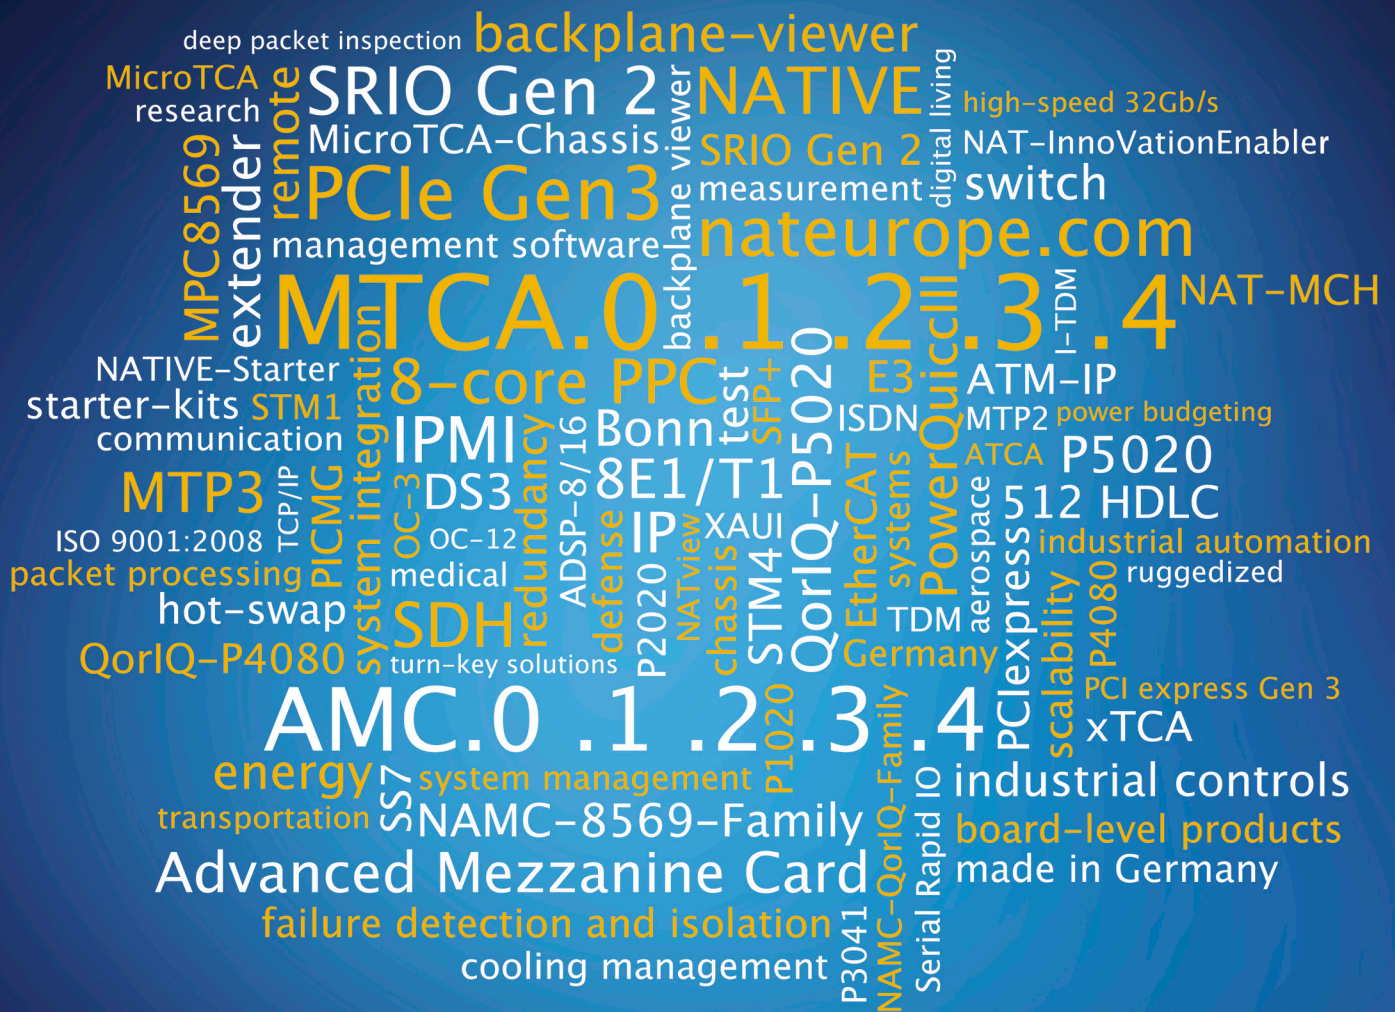 deep packet inspection
backplane-viewer
MicroTCA
research
remote
SRIO Gen 2
MicroTCA-Chassis
PCIe Gen3
management software
MPC8569
extender
backplane viewer
NATIVE
SRIO Gen 2
measurement
digital living
high-speed 32Gb/s
NAT-InnoVationEnabler
switch
nateurope.com
MTCA.0 .1 .2 .3 .4
I-TDM
NAT-MCH
NATIVE-Starter
starter-kits
STM1
communication
system integration
8-core PPC
IPMI
Bonn
test
SFP+
QorIQ-P5020
E3
ISDN
PowerQuiccIII
ATM-IP
MTP2
power budgeting
ATCA
P5020
MTP3
TCP/IP
PICMG
OC-3
DS3
OC-12
redundancy
ADSP-8/16
8E1/T1
IP
XAUI
EtherCAT
systems
aerospace
512 HDLC
ISO 9001:2008
packet processing
hot-swap
medical
SDH
defense
P2020
NATview
chassis
STM4
TDM
Germany
PCIexpress
industrial automation
ruggedized
scalability
P4080
QorIQ-P4080
turn-key solutions
AMC.0 .1 .2 .3 .4
P1020
PCI express Gen 3
xTCA
energy
SS7
system management
NAMC-QorIQ-Family
Serial Rapid IO
industrial controls
transportation
NAMC-8569-Family
board-level products
Advanced Mezzanine Card
made in Germany
failure detection and isolation
P3041
cooling management